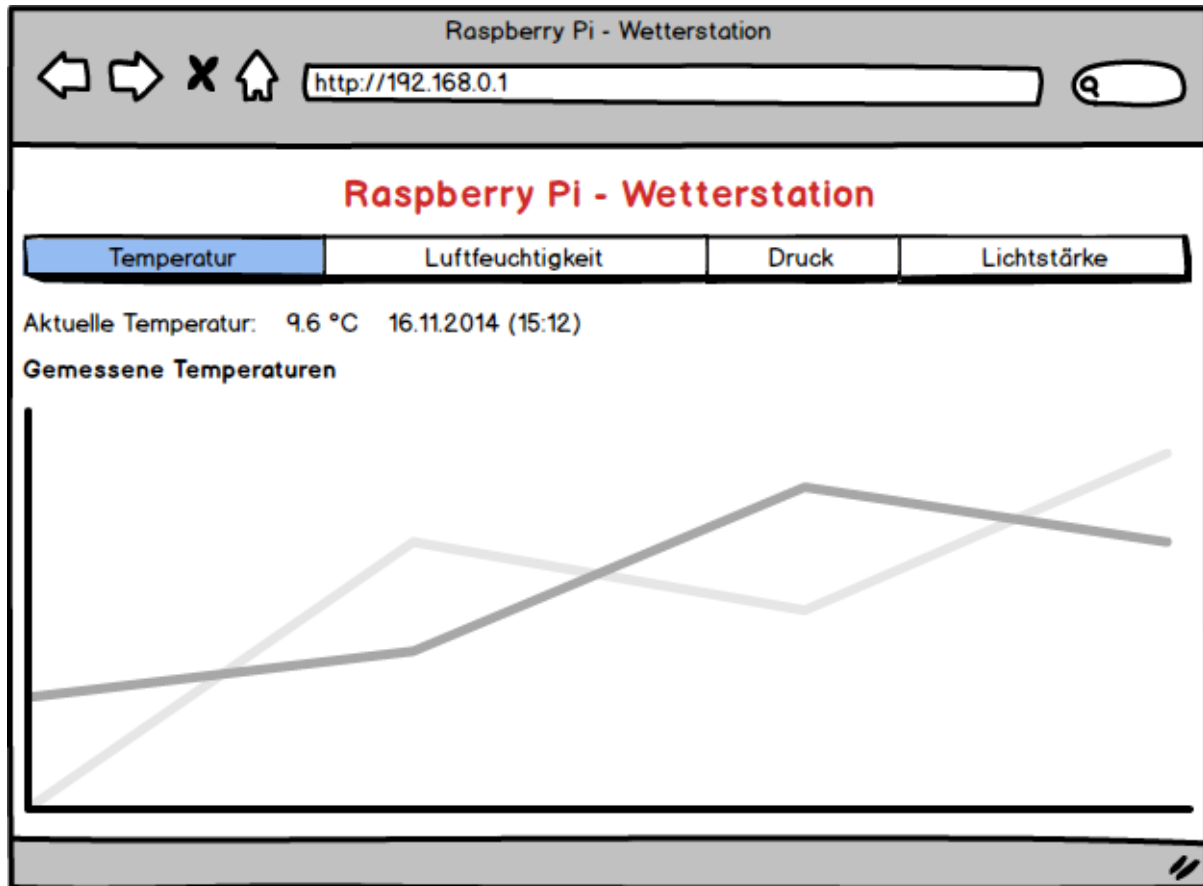 Raspberry Pi - Wetterstation
http://192.168.0.1
Raspberry Pi - Wetterstation
Temperatur Luftfeuchtigkeit Druck Lichtstärke
Aktuelle Temperatur: 9.6 °C 16.11.2014 (15:12)
Gemessene Temperaturen